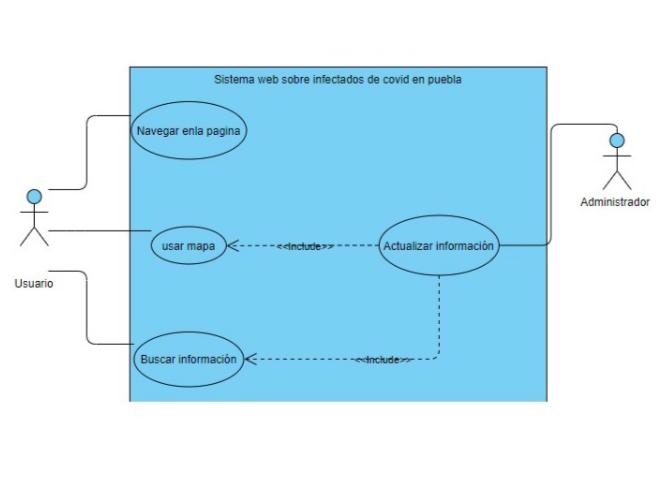 Sistema web sobre infectados de covid en puebla
Navegar enla pagina
Administrador
usar mapa
<<Include>>
Actualizar información
Usuario
Buscar información
<<Include>>